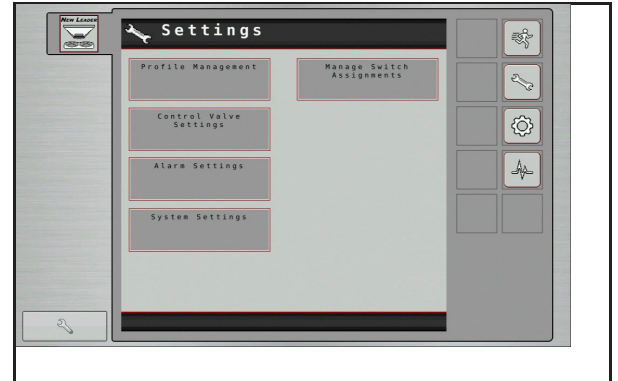 New Leader
Settings
Profile Management
Manage Switch
Assignments
Control Valve
Settings
Alarm Settings
System Settings